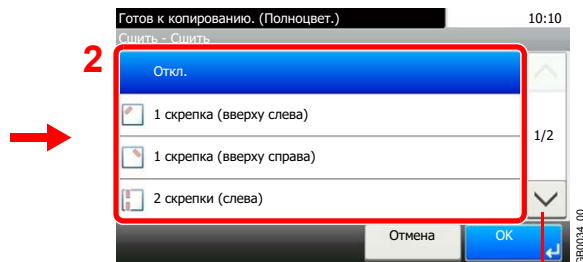 Готов к копированию. (Полноцвет.) 10:10
Сшить - Сшить
2
Откл.
1 скрепка (вверху слева)
1/2
1 скрепка (вверху справа)
2 скрепки (слева)
Отмена OK
GB0034_00